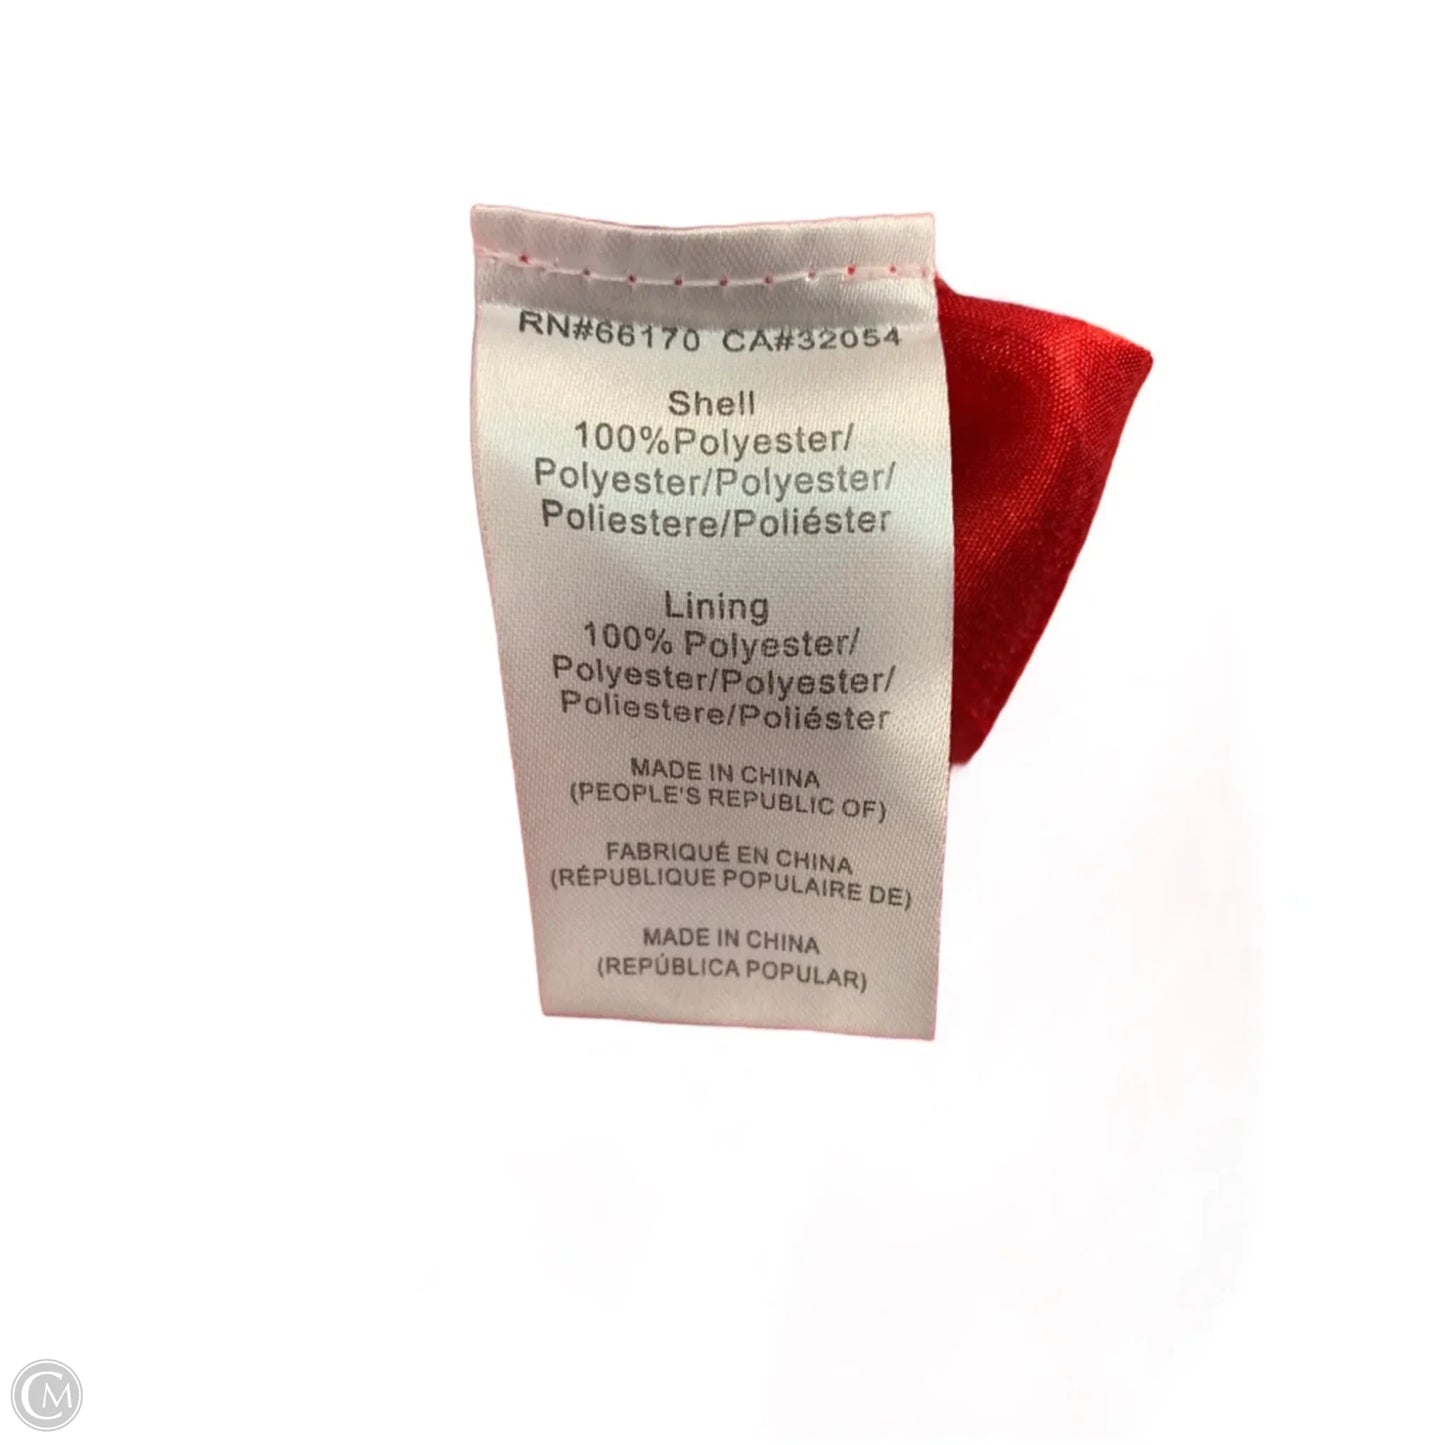 RN#66170 CA#32054
Shell
100%Polyester/
Polyester/Polyester/
Poliestere/Poliéster
Lining
100% Polyester/
Polyester/Polyester/
Poliestere/Poliéster
MADE IN CHINA
(PEOPLE'S REPUBLIC OF)
FABRIQUÉ EN CHINA
(RÉPUBLIQUE POPULAIRE DE)
MADE IN CHINA
(REPÚBLICA POPULAR)
CM